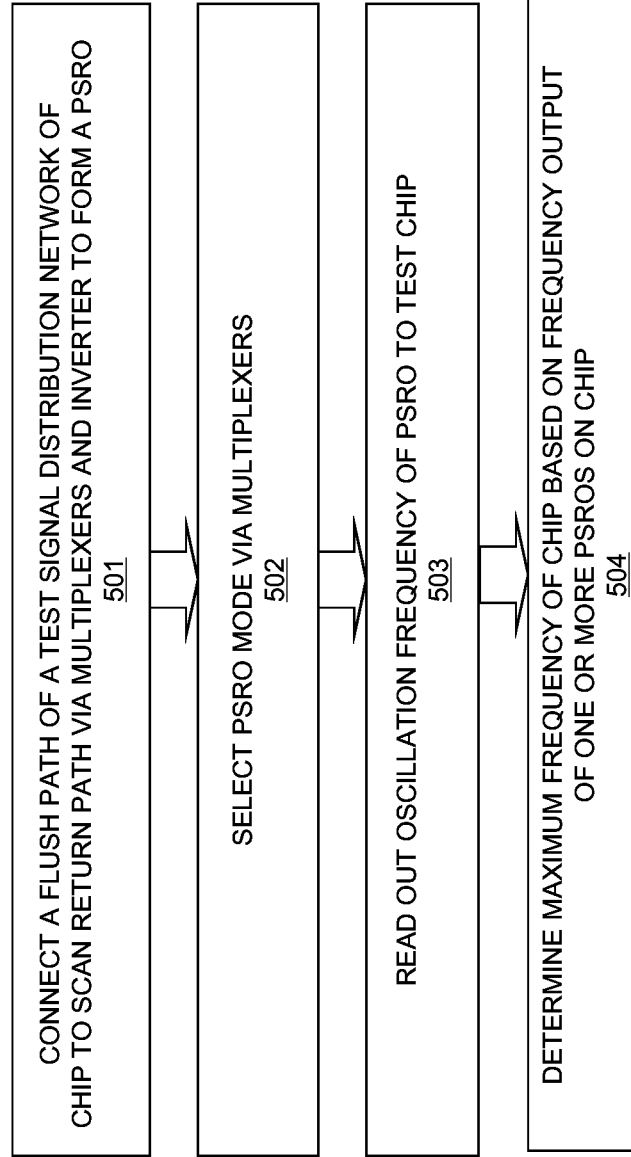 CONNECT A FLUSH PATH OF A TEST SIGNAL DISTRIBUTION NETWORK OF
CHIP TO SCAN RETURN PATH VIA MULTIPLEXERS AND INVERTER TO FORM A PSRO
501
SELECT PSRO MODE VIA MULTIPLEXERS
502
READ OUT OSCILLATION FREQUENCY OF PSRO TO TEST CHIP
503
DETERMINE MAXIMUM FREQUENCY OF CHIP BASED ON FREQUENCY OUTPUT
OF ONE OR MORE PSROS ON CHIP
504